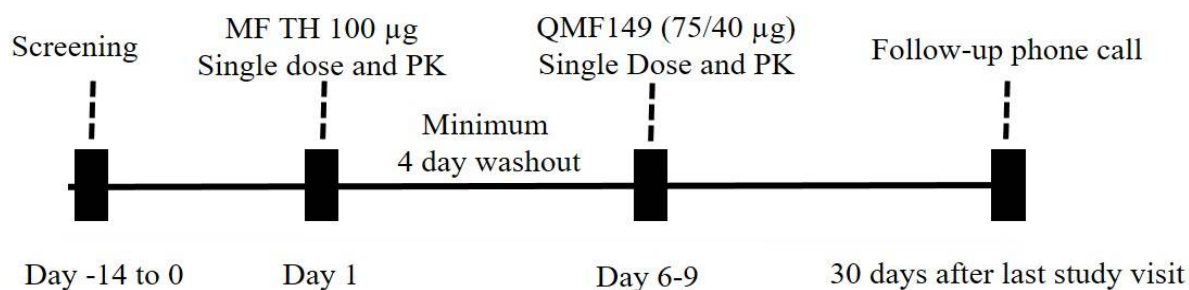 Screening
MF TH 100 µg
Single dose and PK
QMF149 (75/40 µg)
Single Dose and PK
Follow-up phone call
Minimum
4 day washout
Day -14 to 0
Day 1
Day 6-9
30 days after last study visit